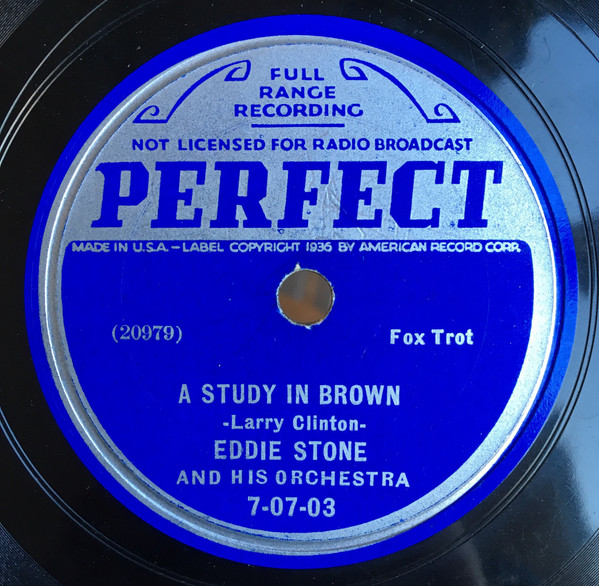 FULL
RANGE
RECORDING
NOT LICENSED FOR RADIO BROADCAST
PERFECT
MADE IN U.S.A.-LABEL COPYRIGHT 1936 BY AMERICAN RECORD CORP.
(20979) Fox Trot
A STUDY IN BROWN
-Larry Clinton-
EDDIE STONE
AND HIS ORCHESTRA
7-07-03